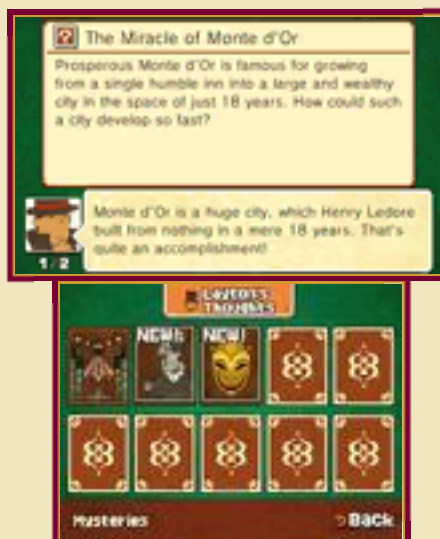 The Miracle of Monte d'Or
Prosperous Monte d'Or is famous for growing
from a single humble inn into a large and wealthy
city in the space of just 18 years. How could such
a city develop so fast?
Monte d'Or is a huge city, which Henry Ledore
built from nothing in a mere 18 years. That's
quite an accomplishment!
1/2
Layton's
Thoughts
NEW! NEW!
Mysteries Back